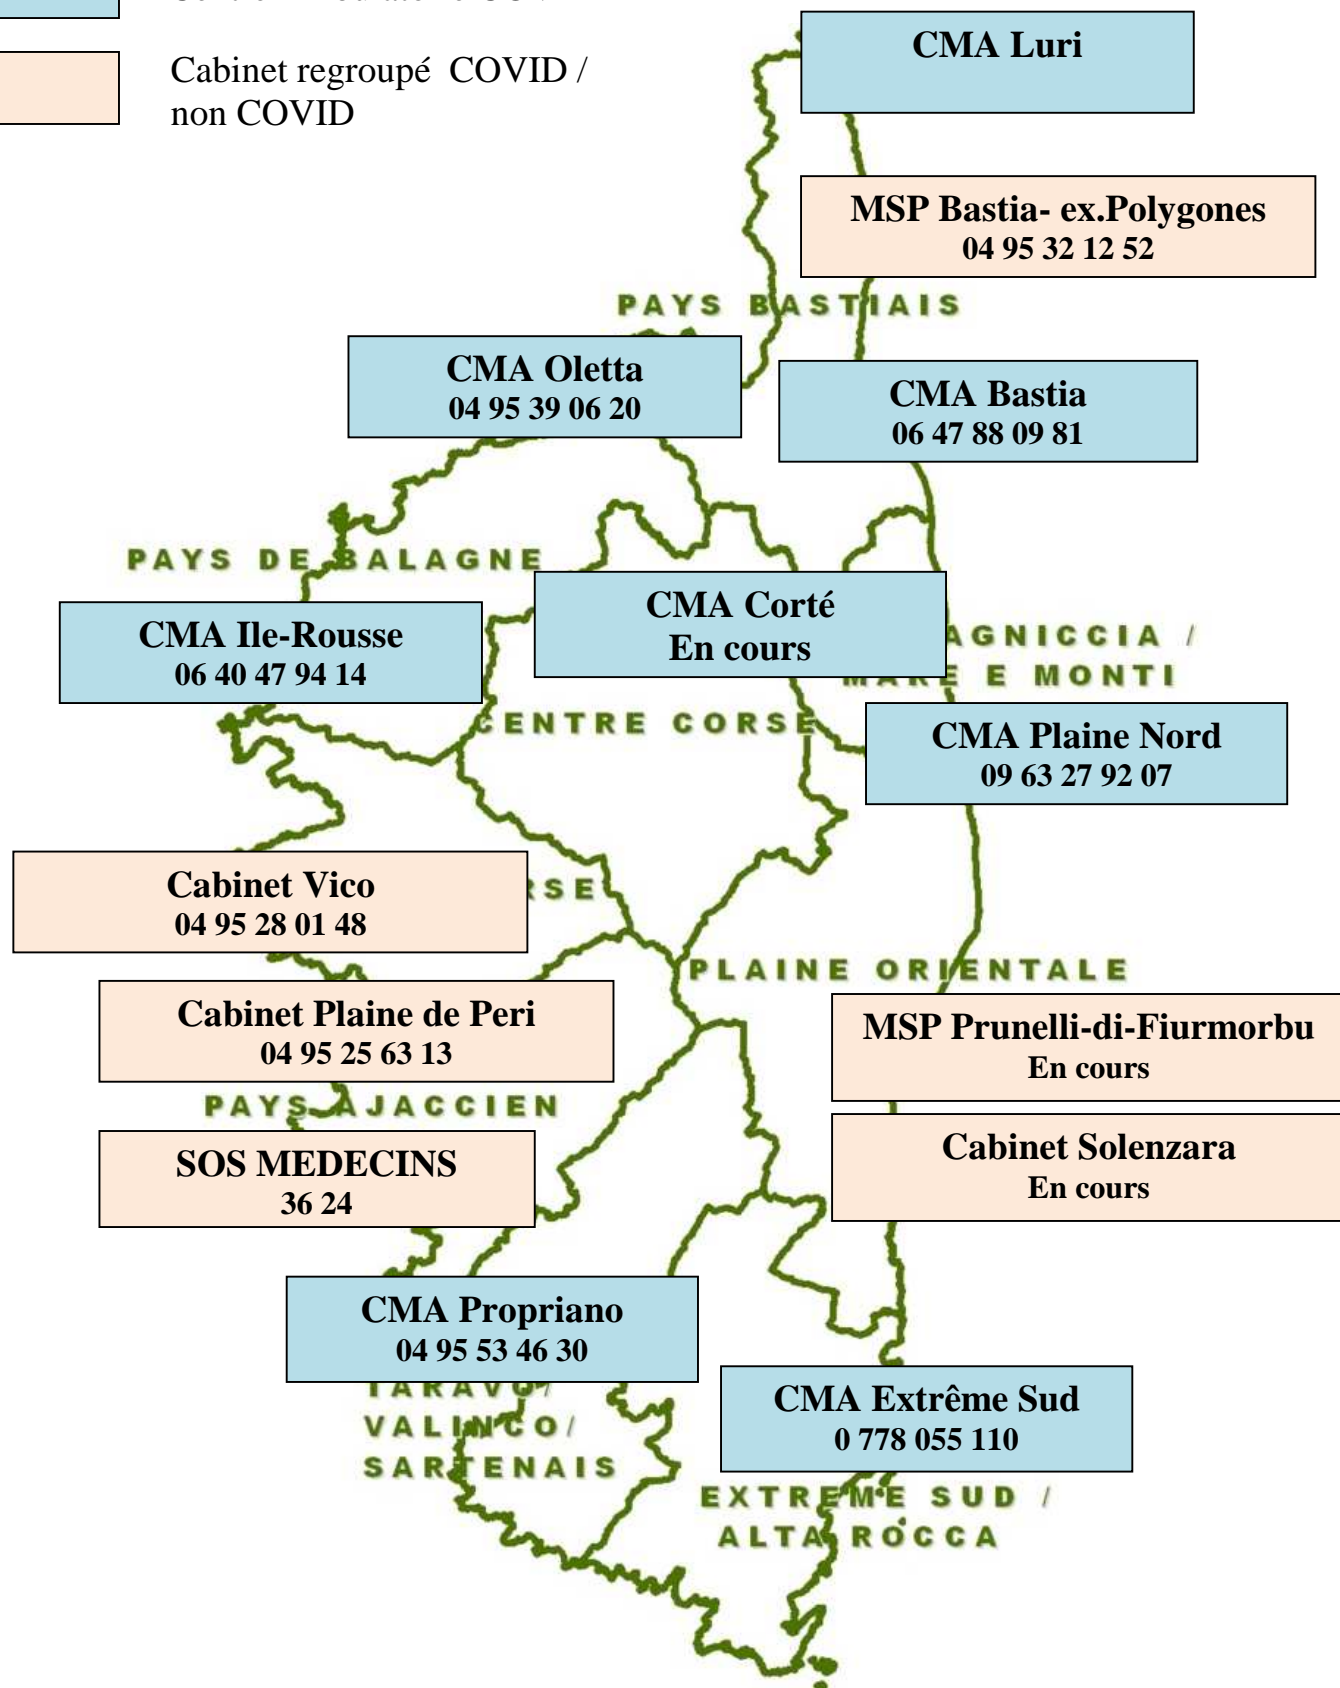 Cabinet regroupé COVID /
non COVID
CMA Luri
MSP Bastia- ex.Polygones
04 95 32 12 52
PAYS BASTIAIS
CMA Oletta
04 95 39 06 20
CMA Bastia
06 47 88 09 81
PAYS DE BALAGNE
CMA Corté
En cours
CMA Ile-Rousse
06 40 47 94 14
AGNICCIA /
MARE E MONTI
CENTRE CORSE
CMA Plaine Nord
09 63 27 92 07
Cabinet Vico
04 95 28 01 48
RSE
PLAINE ORIENTALE
Cabinet Plaine de Peri
04 95 25 63 13
MSP Prunelli-di-Fiurmorbu
En cours
PAYS AJACCIEN
Cabinet Solenzara
En cours
SOS MEDECINS
36 24
CMA Propriano
04 95 53 46 30
TARAVO/
VALINCO/
SARTENAIS
CMA Extrême Sud
0 778 055 110
EXTREME SUD /
ALTA ROCCA